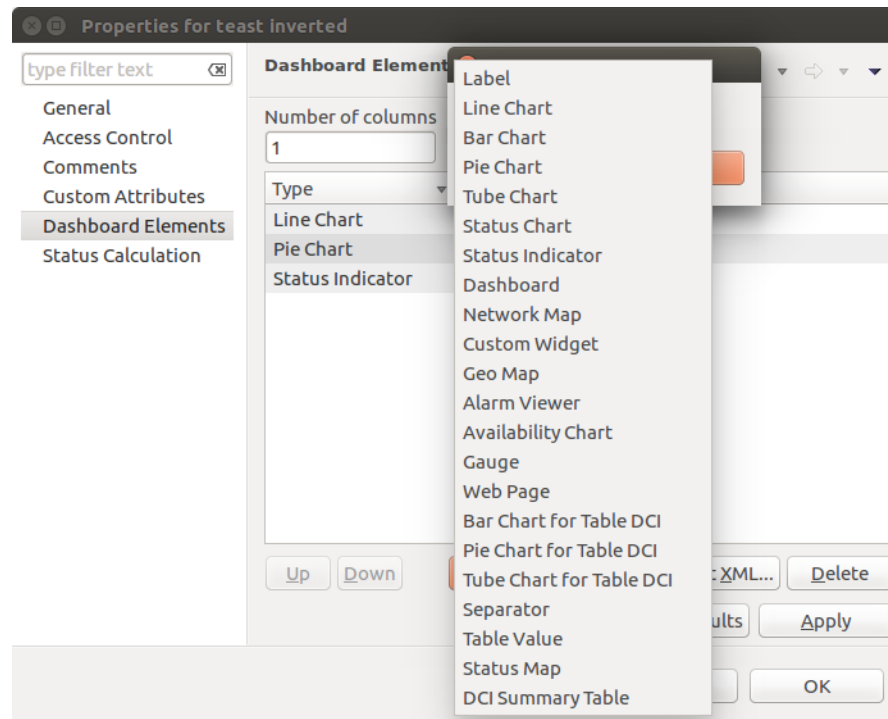 Properties for teast inverted
type filter text
General
Access Control
Comments
Custom Attributes
Dashboard Elements
Status Calculation
Dashboard Element
Number of columns
1
Type
Line Chart
Pie Chart
Status Indicator
Label
Line Chart
Bar Chart
Pie Chart
Tube Chart
Status Chart
Status Indicator
Dashboard
Network Map
Custom Widget
Geo Map
Alarm Viewer
Availability Chart
Gauge
Web Page
Bar Chart for Table DCI
Pie Chart for Table DCI
Tube Chart for Table DCI
Separator
Table Value
Status Map
DCI Summary Table
Up Down XML... Delete
ults Apply
OK